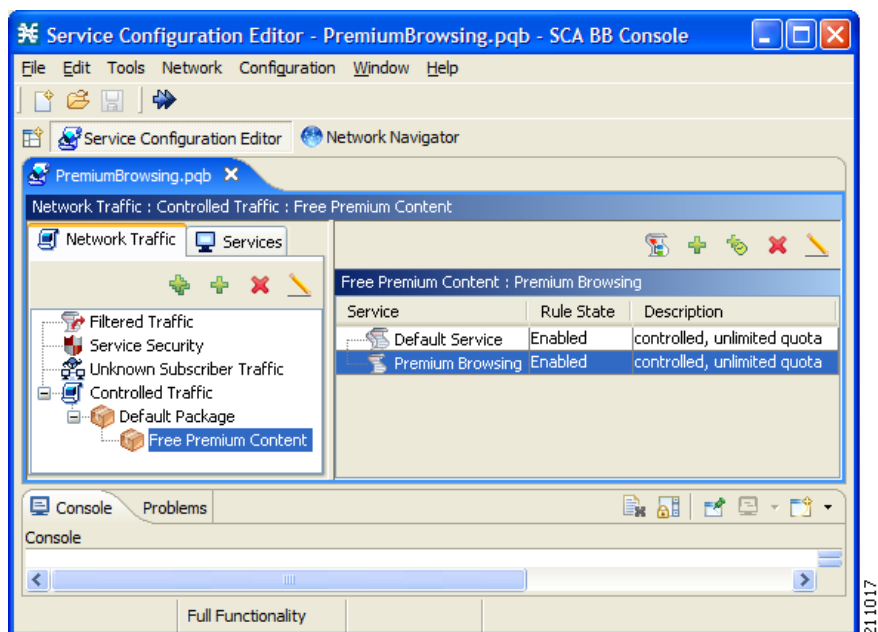 Service Configuration Editor - PremiumBrowsing.pqb - SCA BB Console
File Edit Tools Network Configuration Window Help
Service Configuration Editor Network Navigator
PremiumBrowsing.pqb
Network Traffic : Controlled Traffic : Free Premium Content
Network Traffic Services
Filtered Traffic
Service Security
Unknown Subscriber Traffic
Controlled Traffic
Default Package
Free Premium Content
Free Premium Content : Premium Browsing
Service Rule State Description
Default Service Enabled controlled, unlimited quota
Premium Browsing Enabled controlled, unlimited quota
Console Problems
Console
Full Functionality
211017